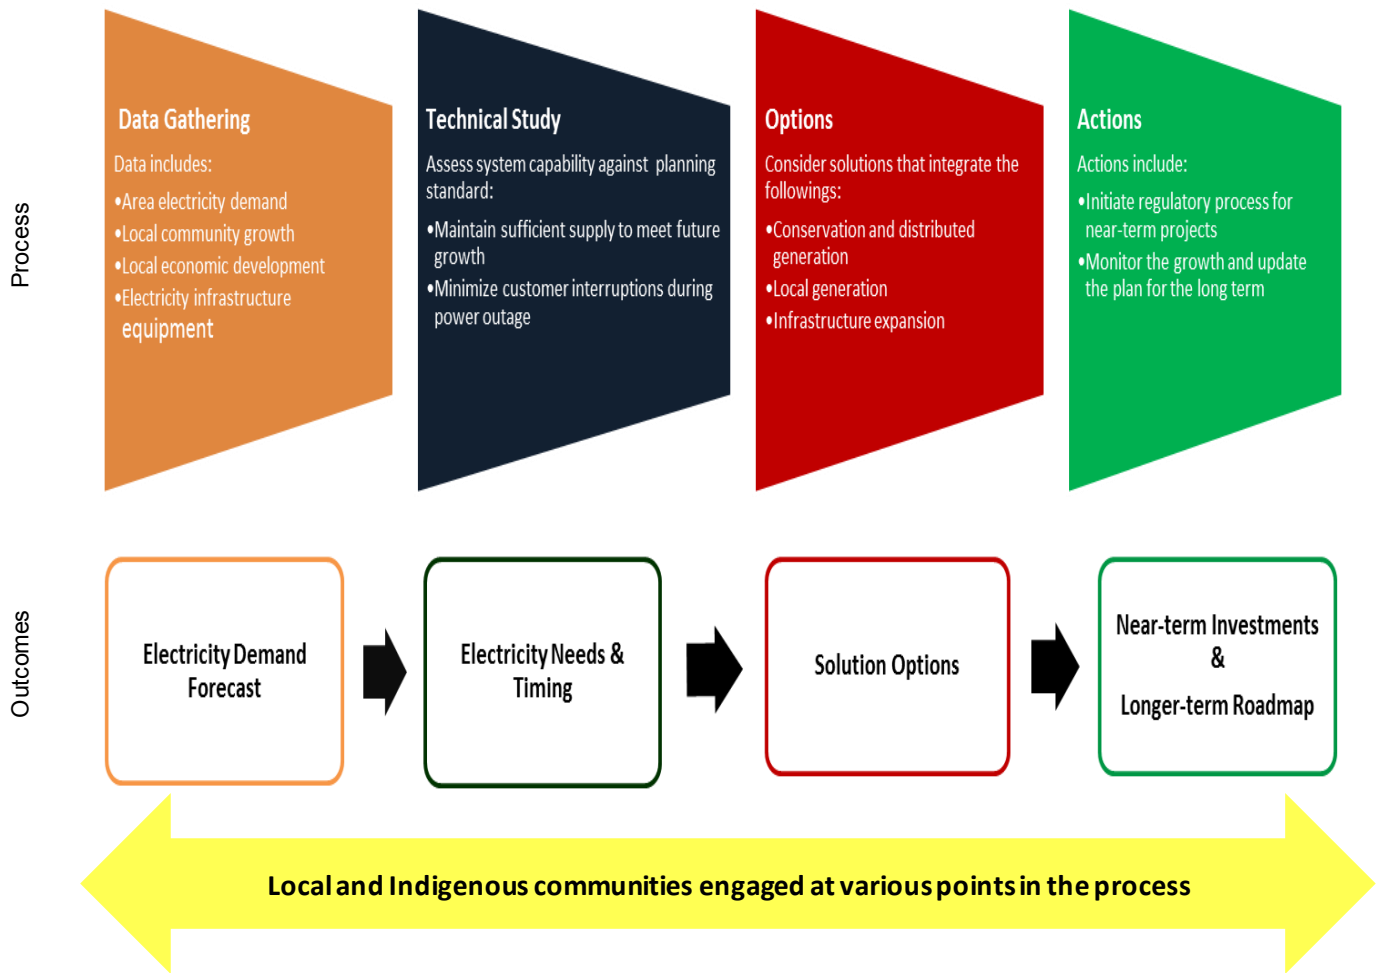 Process
Data Gathering
Data includes:
•Area electricity demand
•Local community growth
•Local economic development
•Electricity infrastructure
equipment
Technical Study
Assess system capability against planning
standard:
•Maintain sufficient supply to meet future
growth
•Minimize customer interruptions during
power outage
Options
Consider solutions that integrate the
followings:
•Conservation and distributed
generation
•Local generation
•Infrastructure expansion
Actions
Actions include:
•Initiate regulatory process for
near-term projects
•Monitor the growth and update
the plan for the long term
Outcomes
Electricity Demand
Forecast
Electricity Needs &
Timing
Solution Options
Near-term Investments
&
Longer-term Roadmap
Local and Indigenous communities engaged at various points in the process